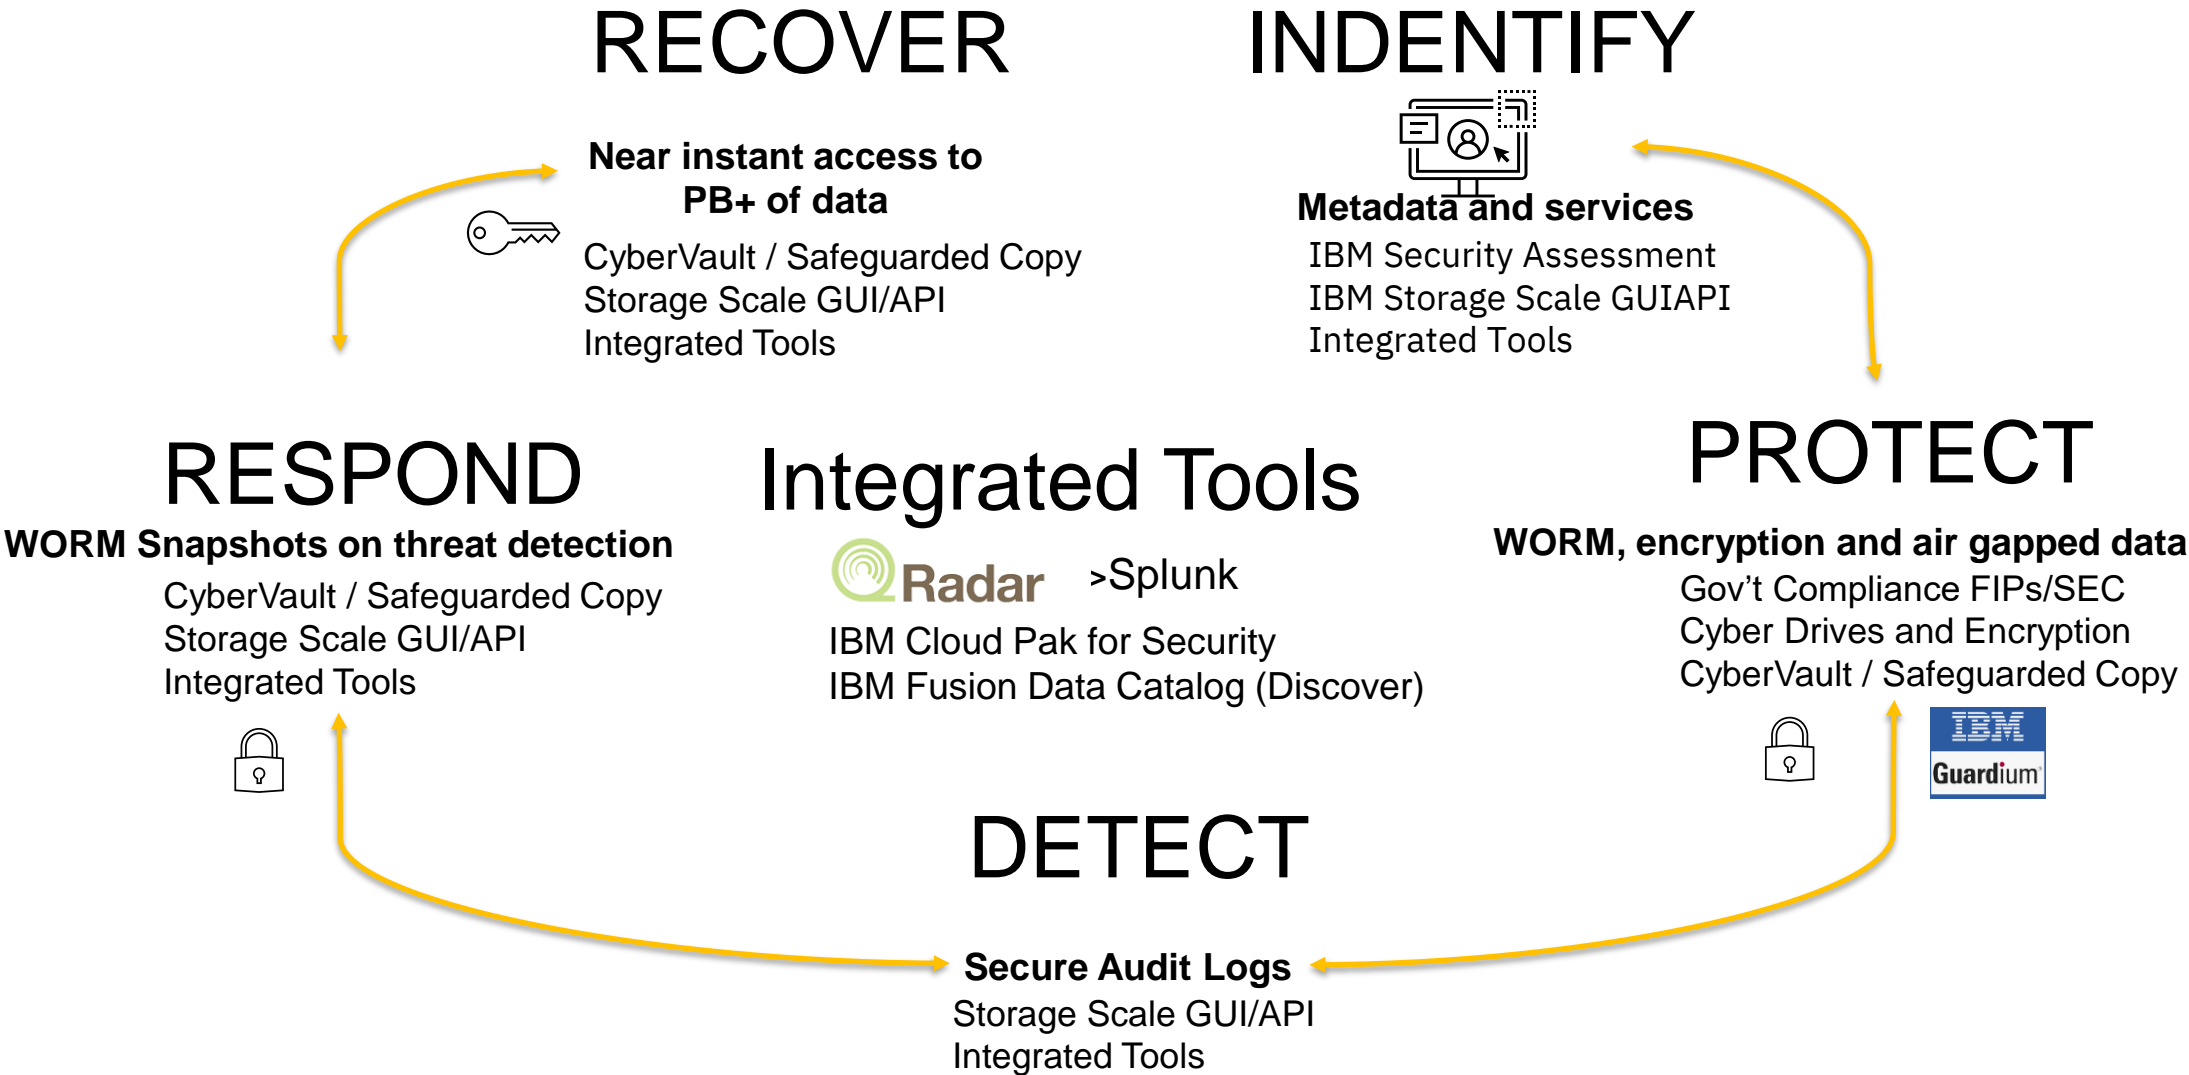 RECOVER
Near instant access to
PB+ of data
CyberVault / Safeguarded Copy
Storage Scale GUI/API
Integrated Tools
INDENTIFY
Metadata and services
IBM Security Assessment
IBM Storage Scale GUIAPI
Integrated Tools
RESPOND
WORM Snapshots on threat detection
CyberVault / Safeguarded Copy
Storage Scale GUI/API
Integrated Tools
Integrated Tools
QRadar
>Splunk
IBM Cloud Pak for Security
IBM Fusion Data Catalog (Discover)
PROTECT
WORM, encryption and air gapped data
Gov't Compliance FIPs/SEC
Cyber Drives and Encryption
CyberVault / Safeguarded Copy
IBM
Guardium
DETECT
Secure Audit Logs
Storage Scale GUI/API
Integrated Tools